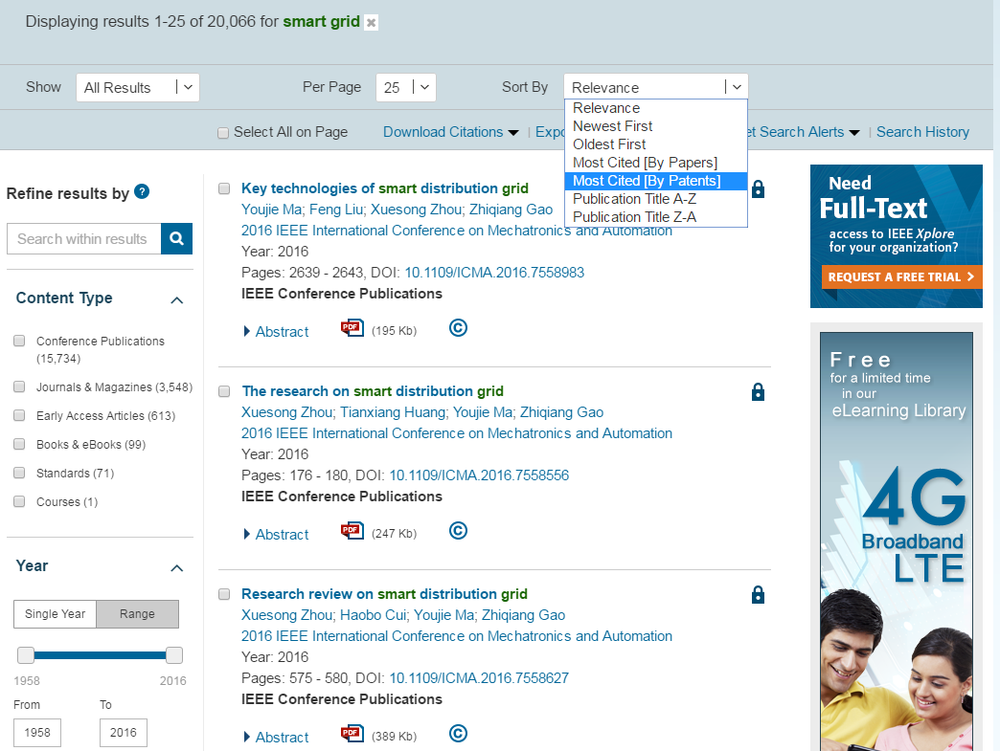 Displaying results 1-25 of 20,066 for smart grid
Show All Results Per Page 25 Sort By Relevance
Relevance
Newest First
Oldest First
Most Cited [By Papers]
Most Cited [By Patents]
Publication Title A-Z
Publication Title Z-A
Select All on Page Download Citations | Search Alerts | Search History
Refine results by ?
Search within results
Content Type
Conference Publications
(15,734)
Journals & Magazines (3,548)
Early Access Articles (613)
Books & eBooks (99)
Standards (71)
Courses (1)
Year
Single Year Range
1958 2016
From To
1958 2016
Key technologies of smart distribution grid
Youjie Ma; Feng Liu; Xuesong Zhou; Zhiqiang Gao
2016 IEEE International Conference on Mechatronics and Automation
Year: 2016
Pages: 2639 - 2643, DOI: 10.1109/ICMA.2016.7558983
IEEE Conference Publications
Abstract PDF (195 Kb) ©
The research on smart distribution grid
Xuesong Zhou; Tianxiang Huang; Youjie Ma; Zhiqiang Gao
2016 IEEE International Conference on Mechatronics and Automation
Year: 2016
Pages: 176 - 180, DOI: 10.1109/ICMA.2016.7558556
IEEE Conference Publications
Abstract PDF (247 Kb) ©
Research review on smart distribution grid
Xuesong Zhou; Haobo Cui; Youjie Ma; Zhiqiang Gao
2016 IEEE International Conference on Mechatronics and Automation
Year: 2016
Pages: 575 - 580, DOI: 10.1109/ICMA.2016.7558627
IEEE Conference Publications
Abstract PDF (389 Kb) ©
Need
Full-Text
access to IEEE Xplore
for your organization?
REQUEST A FREE TRIAL >
Free
for a limited time
in our
eLearning Library
4G
Broadband
LTE